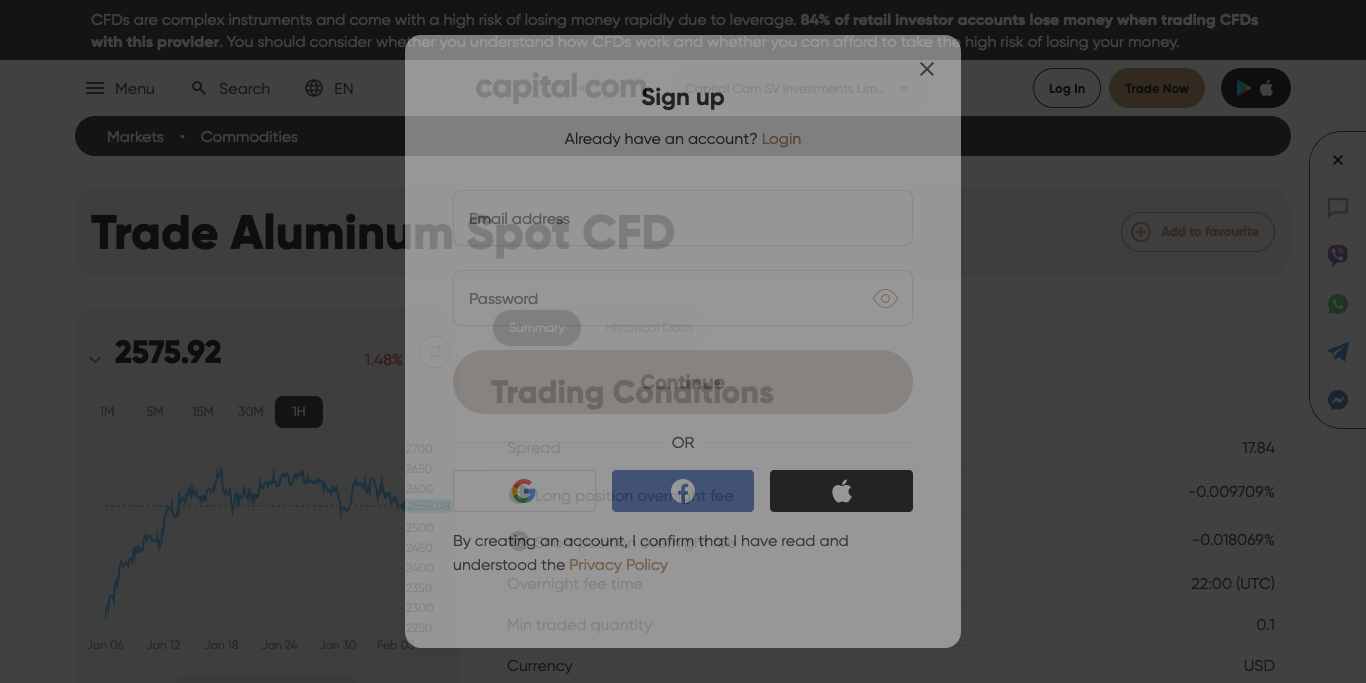 CFDs are complex instruments and come with a high risk of losing money rapidly due to leverage. 84% of retail investor accounts lose money when trading CFDs
with this provider. You should consider whether you understand how CFDs work and whether you can afford to take the high risk of losing your money.
Menu
Search
EN
capital.com
Capital Com SV Investments Lim...
Log In
Trade Now
Markets • Commodities
Trade Aluminum Spot CFD
Add to favourite
Sign up
Already have an account? Login
Email address
Password
Continue
OR
By creating an account, I confirm that I have read and
understood the Privacy Policy
2575.92
1.48%
1M 5M 15M 30M 1H
2700
2650
2600
2558.08
2500
2450
2400
2350
2300
2250
Jan 06 Jan 12 Jan 18 Jan 24 Jan 30 Feb 05
Summary
Historical Data
Trading Conditions
Spread 17.84
Long position overnight fee -0.009709%
Short position overnight fee -0.018069%
Overnight fee time 22:00 (UTC)
Min traded quantity 0.1
Currency USD